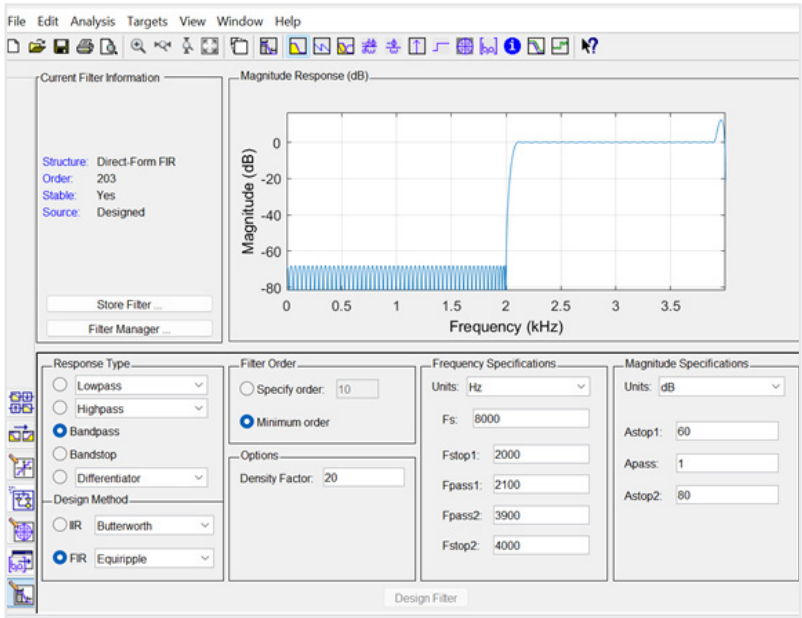 File Edit Analysis Targets View Window Help
Current Filter Information
Structure: Direct-Form FIR
Order: 203
Stable: Yes
Source: Designed
Store Filter ...
Filter Manager ...
Magnitude Response (dB)
Magnitude (dB)
0
-20
-40
-60
-80
0 0.5 1 1.5 2 2.5 3 3.5
Frequency (kHz)
Response Type
Lowpass
Highpass
Bandpass
Bandstop
Differentiator
Design Method
IIR Butterworth
FIR Equiripple
Filter Order
Specify order: 10
Minimum order
Options
Density Factor: 20
Frequency Specifications
Units: Hz
Fs: 8000
Fstop1: 2000
Fpass1: 2100
Fpass2: 3900
Fstop2: 4000
Magnitude Specifications
Units: dB
Astop1: 60
Apass: 1
Astop2: 80
Design Filter